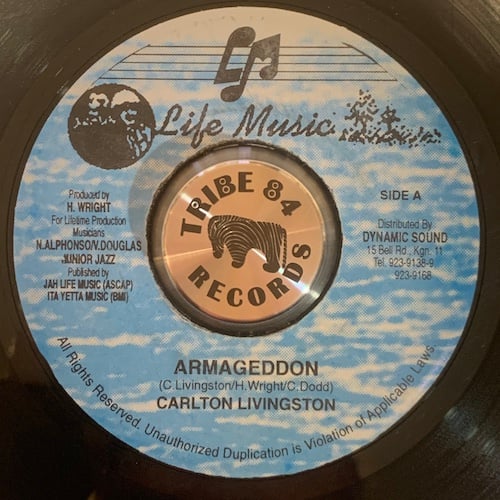 Life Music
Produced by
H. WRIGHT
For Lifetime Production
Musicians
N.ALPHONSO/V.DOUGLAS
JUNIOR JAZZ
Published by
JAH LIFE MUSIC (ASCAP)
ITA YETTA MUSIC (BMI)
TRIBE 84
RECORDS
SIDE A
Distributed By
DYNAMIC SOUND
15 Bell Rd., Kgn. 11
Tel. 923-9138-9
923-9168
ARMAGEDDON
(C.Livingston/H.Wright/C.Dodd)
CARLTON LIVINGSTON
All Rights Reserved. Unauthorized Duplication is Violation of Applicable Laws.